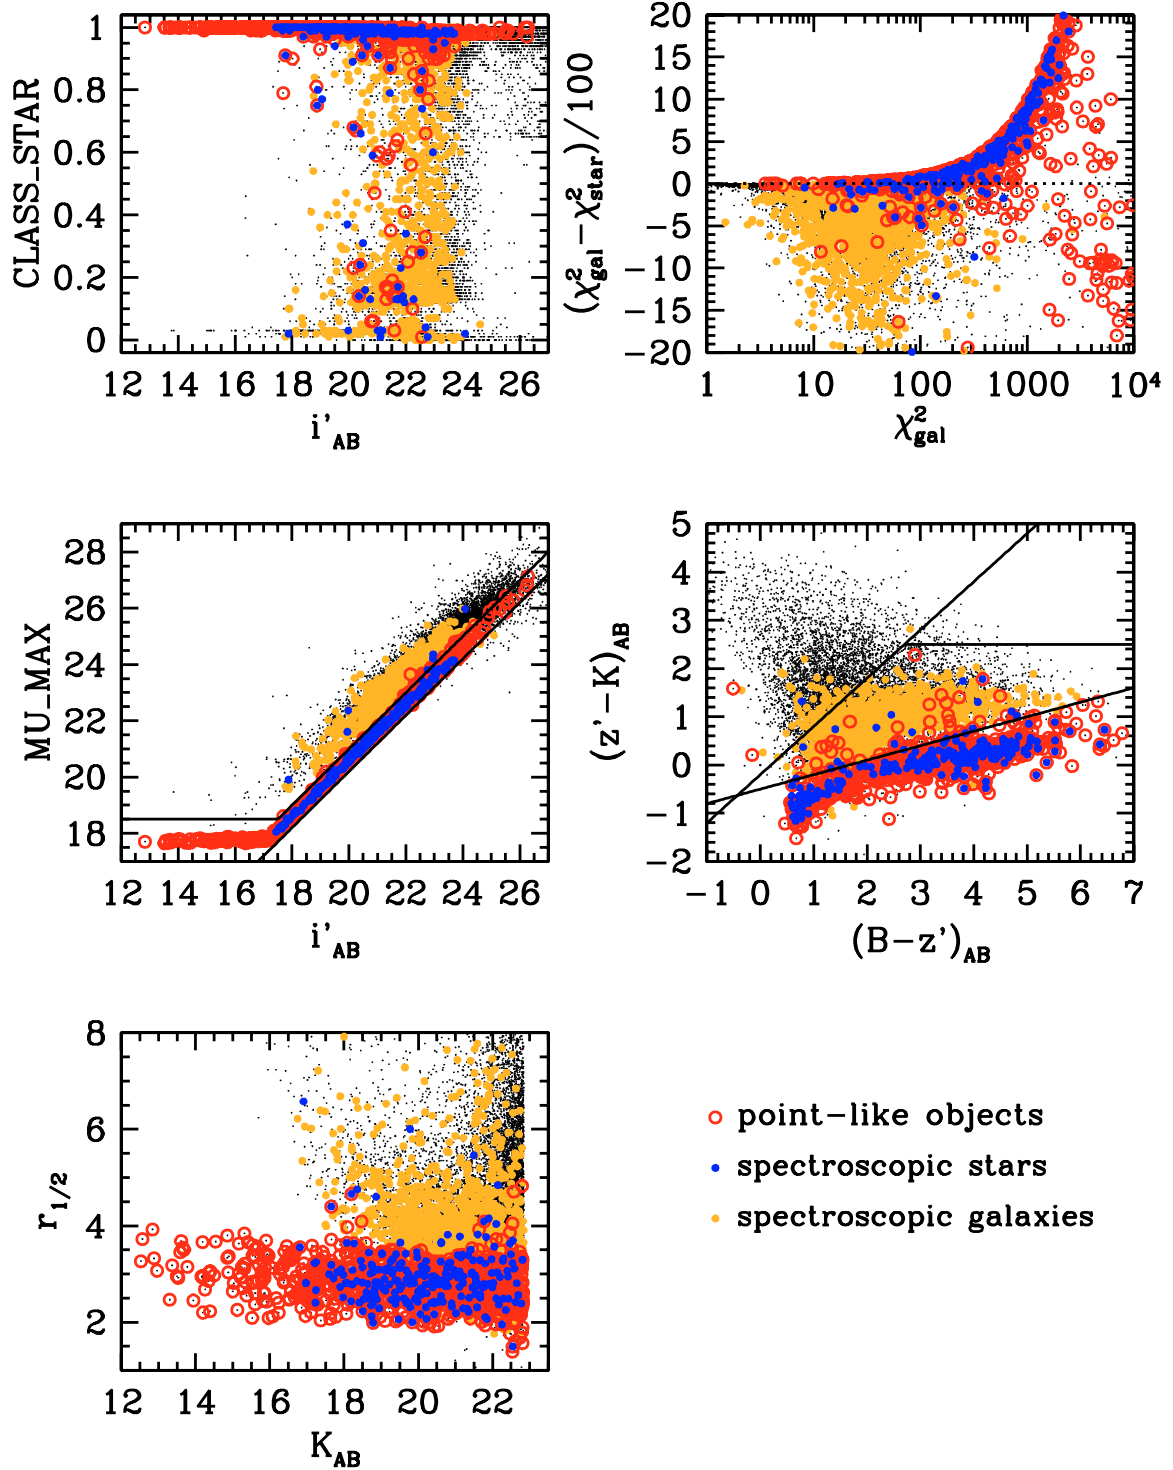 1
0.8
0.6
0.4
0.2
0
CLASS_STAR
12 14 16 18 20 22 24 26
i'AB
20
15
10
5
0
−5
−10
−15
−20
(χ²gal−χ²star)/100
1 10 100 1000 10⁴
χ²gal
28
26
24
22
20
18
MU_MAX
12 14 16 18 20 22 24 26
i'AB
5
4
3
2
1
0
−1
−2
(z'−K)AB
−1 0 1 2 3 4 5 6 7
(B−z')AB
8
6
4
2
r1/2
12 14 16 18 20 22
KAB
point−like objects
spectroscopic stars
spectroscopic galaxies